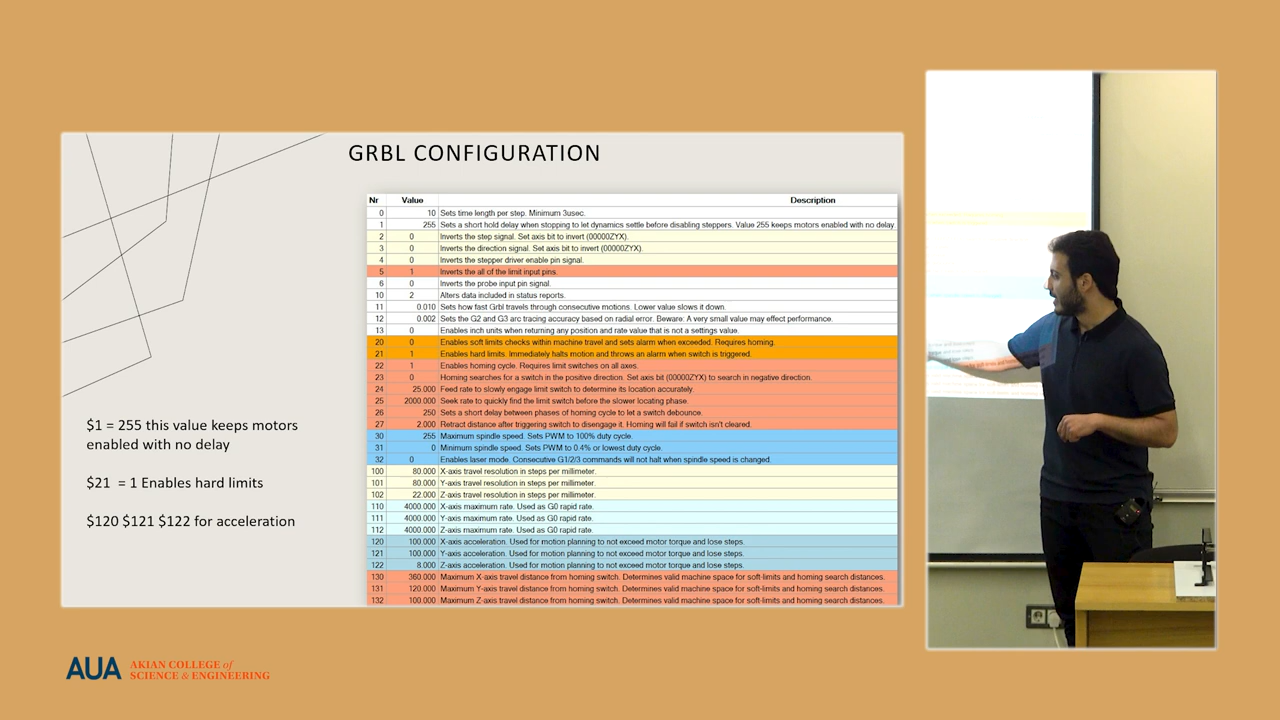 GRBL CONFIGURATION
Nr Value Description
0 10 Sets time length per step. Minimum 3usec.
1 255 Sets a short hold delay when stopping to let dynamics settle before disabling steppers. Value 255 keeps motors enabled with no delay
2 0 Inverts the step signal. Set axis bit to invert (00000ZYX).
3 0 Inverts the direction signal. Set axis bit to invert (00000ZYX).
4 0 Inverts the stepper driver enable pin signal.
5 1 Inverts the all of the limit input pins.
6 0 Inverts the probe input pin signal.
10 2 Alters data included in status reports.
11 0.010 Sets how fast Grbl travels through consecutive motions. Lower value slows it down.
12 0.002 Sets the G2 and G3 arc tracing accuracy based on radial error. Beware: A very small value may effect performance.
13 0 Enables inch units when returning any position and rate value that is not a settings value.
20 0 Enables soft limits checks within machine travel and sets alarm when exceeded. Requires homing.
21 1 Enables hard limits. Immediately halts motion and throws an alarm when switch is triggered.
22 1 Enables homing cycle. Requires limit switches on all axes.
23 0 Homing searches for a switch in the positive direction. Set axis bit (00000ZYX) to search in negative direction.
24 25.000 Feed rate to slowly engage limit switch to determine its location accurately.
25 2000.000 Seek rate to quickly find the limit switch before the slower locating phase.
26 250 Sets a short delay between phases of homing cycle to let a switch debounce.
27 2.000 Retract distance after triggering switch to disengage it. Homing will fail if switch isn't cleared.
30 255 Maximum spindle speed. Sets PWM to 100% duty cycle.
31 0 Minimum spindle speed. Sets PWM to 0.4% or lowest duty cycle.
32 0 Enables laser mode. Consecutive G1/2/3 commands will not halt when spindle speed is changed.
100 80.000 X-axis travel resolution in steps per millimeter.
101 80.000 Y-axis travel resolution in steps per millimeter.
102 22.000 Z-axis travel resolution in steps per millimeter.
110 4000.000 X-axis maximum rate. Used as G0 rapid rate.
111 4000.000 Y-axis maximum rate. Used as G0 rapid rate.
112 4000.000 Z-axis maximum rate. Used as G0 rapid rate.
120 100.000 X-axis acceleration. Used for motion planning to not exceed motor torque and lose steps.
121 100.000 Y-axis acceleration. Used for motion planning to not exceed motor torque and lose steps.
122 8.000 Z-axis acceleration. Used for motion planning to not exceed motor torque and lose steps.
130 360.000 Maximum X-axis travel distance from homing switch. Determines valid machine space for soft-limits and homing search distances.
131 120.000 Maximum Y-axis travel distance from homing switch. Determines valid machine space for soft-limits and homing search distances.
132 100.000 Maximum Z-axis travel distance from homing switch. Determines valid machine space for soft-limits and homing search distances.
$1 = 255 this value keeps motors
enabled with no delay
$21 = 1 Enables hard limits
$120 $121 $122 for acceleration
AUA AKIAN COLLEGE of
SCIENCE & ENGINEERING